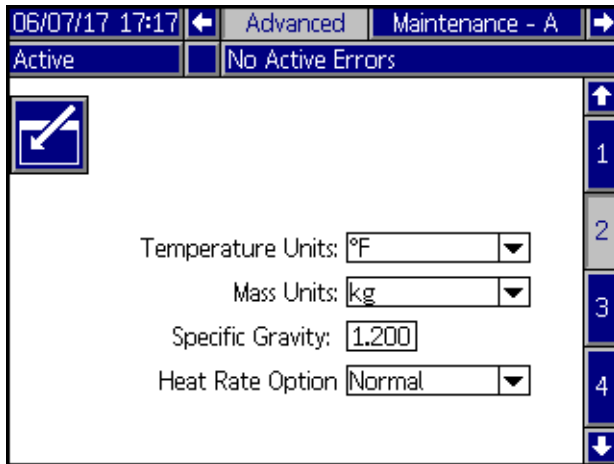 06/07/17 17:17 Advanced Maintenance - A
Active No Active Errors
1
2
Temperature Units: °F
Mass Units: kg
3
Specific Gravity: 1.200
Heat Rate Option Normal
4